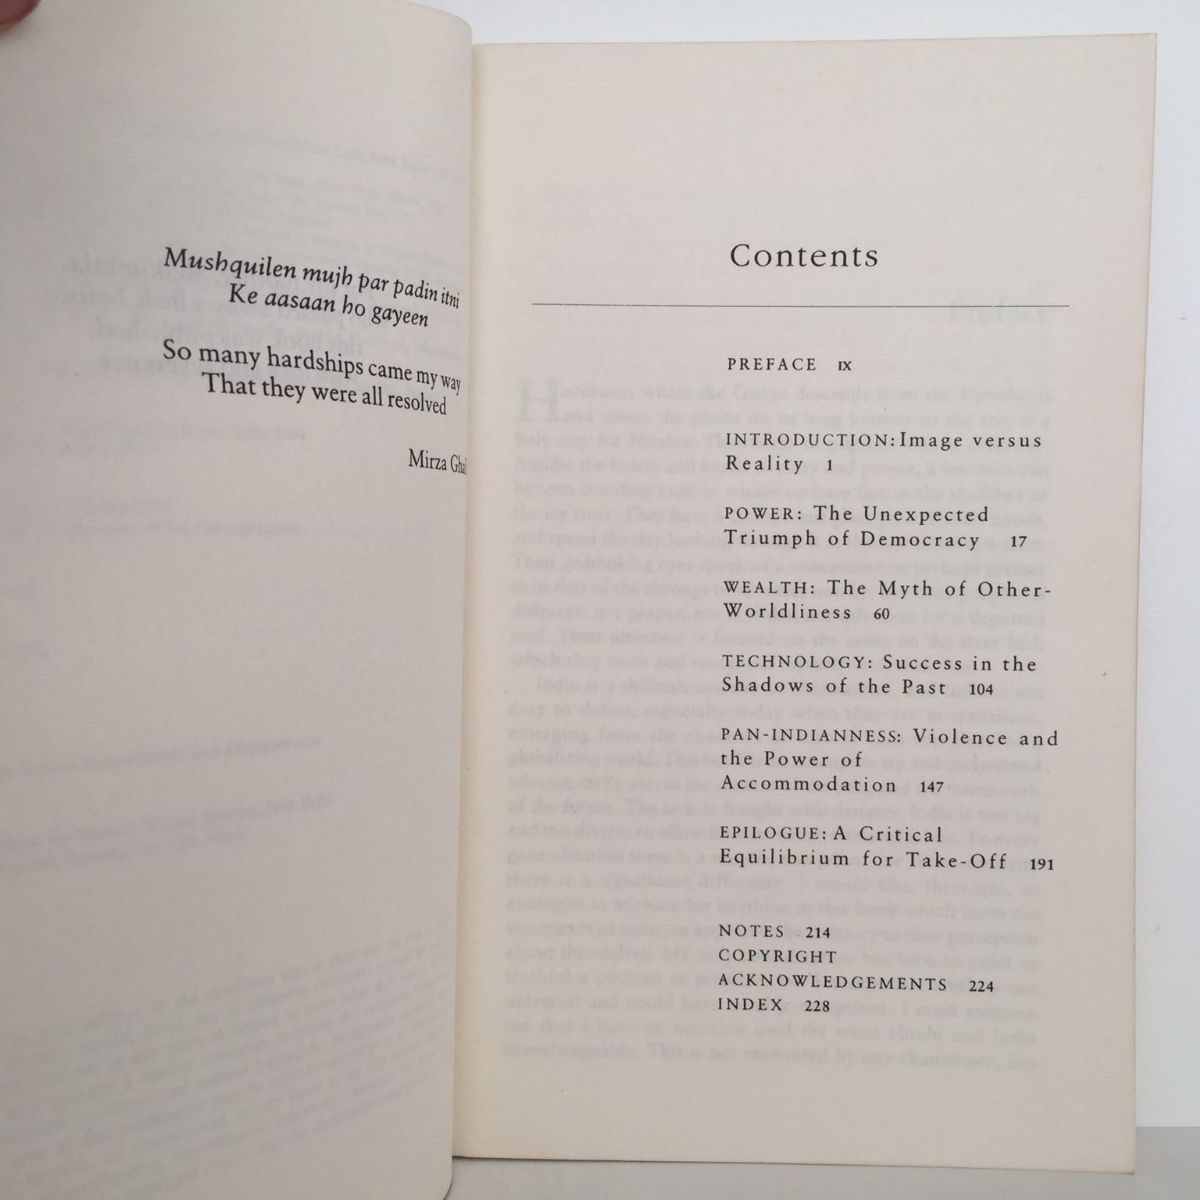 Mushquilen mujh par padin itni
Ke aasaan ho gayeen
So many hardships came my way
That they were all resolved
Mirza
Contents
PREFACE IX
INTRODUCTION: Image versus
Reality 1
POWER: The Unexpected
Triumph of Democracy 17
WEALTH: The Myth of Other-
Worldliness 60
TECHNOLOGY: Success in the
Shadows of the Past 104
PAN-INDIANNESS: Violence and
the Power of
Accommodation 147
EPILOGUE: A Critical
Equilibrium for Take-Off 191
NOTES 214
COPYRIGHT
ACKNOWLEDGEMENTS 224
INDEX 228